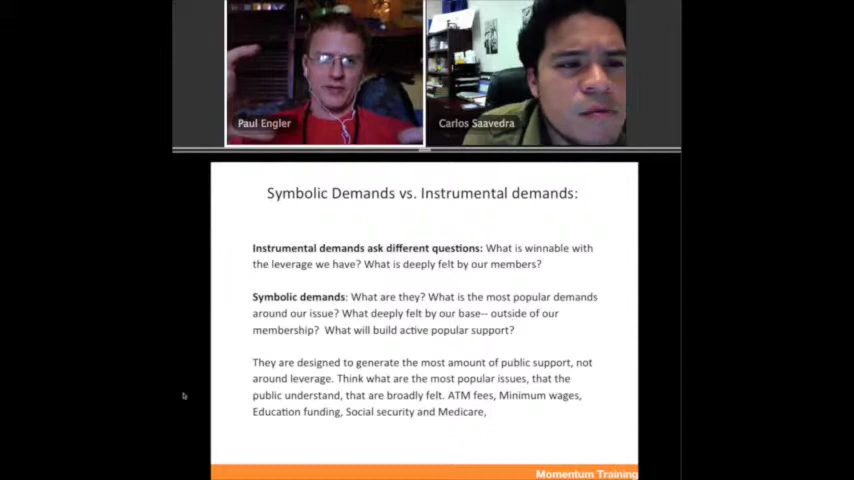 Paul Engler
Carlos Saavedra
Symbolic Demands vs. Instrumental demands:
Instrumental demands ask different questions: What is winnable with
the leverage we have? What is deeply felt by our members?
Symbolic demands: What are they? What is the most popular demands
around our issue? What deeply felt by our base-- outside of our
membership? What will build active popular support?
They are designed to generate the most amount of public support, not
around leverage. Think what are the most popular issues, that the
public understand, that are broadly felt. ATM fees, Minimum wages,
Education funding, Social security and Medicare,
Momentum Training